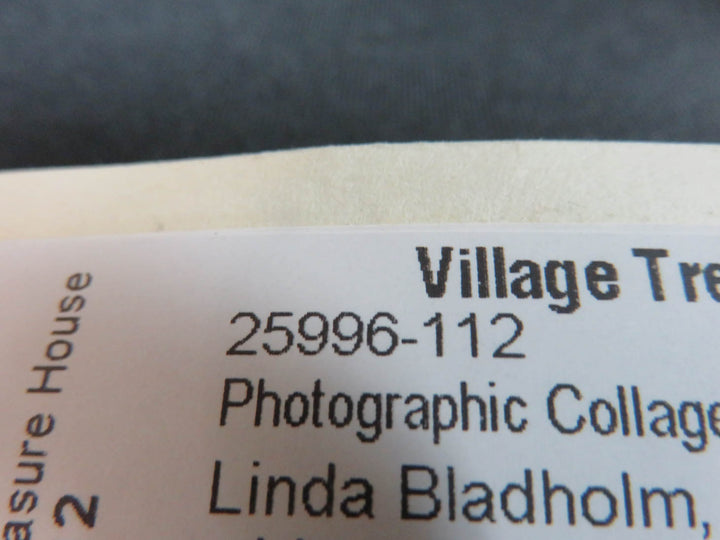 Village Tre
25996-112
Photographic Collage
Linda Bladholm,
asure House
2